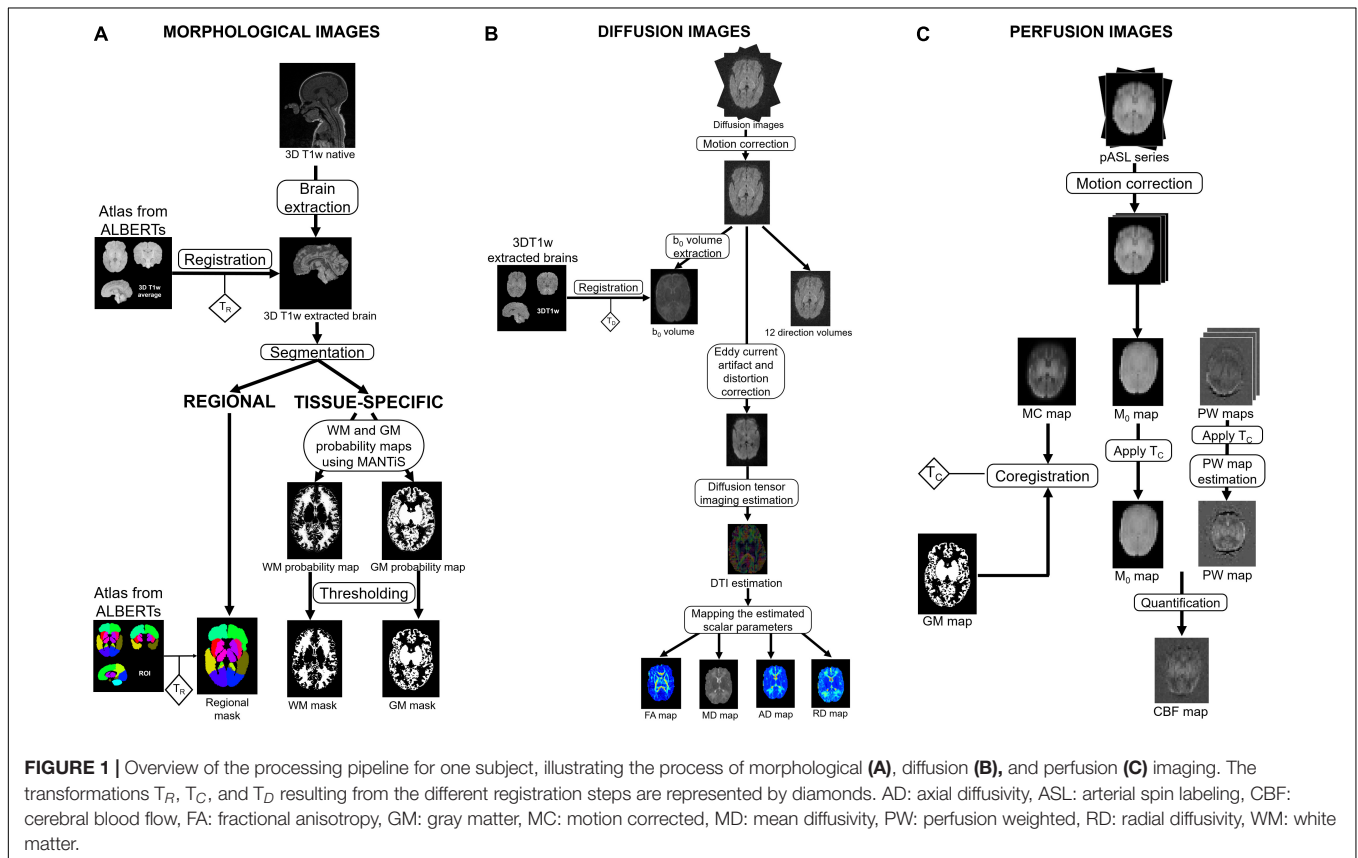 A
MORPHOLOGICAL IMAGES
3D T1w native
Brain
extraction
Atlas from
ALBERTs
3D T1w
average
Registration
T_R
3D T1w extracted brain
Segmentation
REGIONAL
TISSUE-SPECIFIC
WM and GM
probability maps
using MANTiS
WM probability map
GM probability map
Thresholding
Atlas from
ALBERTs
ROI
T_R
Regional
mask
WM mask
GM mask
B
DIFFUSION IMAGES
Diffusion images
Motion correction
b₀ volume
extraction
3DT1w
extracted brains
3DT1w
Registration
T_D
b₀ volume
12 direction volumes
Eddy current
artifact and
distortion
correction
Diffusion tensor
imaging estimation
DTI estimation
Mapping the estimated
scalar parameters
FA map
MD map
AD map
RD map
C
PERFUSION IMAGES
pASL series
Motion correction
MC map
M₀ map
PW maps
T_C
Coregistration
Apply T_C
Apply T_C
PW map
estimation
GM map
M₀ map
PW map
Quantification
CBF map
FIGURE 1 | Overview of the processing pipeline for one subject, illustrating the process of morphological (A), diffusion (B), and perfusion (C) imaging. The
transformations T_R, T_C, and T_D resulting from the different registration steps are represented by diamonds. AD: axial diffusivity, ASL: arterial spin labeling, CBF:
cerebral blood flow, FA: fractional anisotropy, GM: gray matter, MC: motion corrected, MD: mean diffusivity, PW: perfusion weighted, RD: radial diffusivity, WM: white
matter.